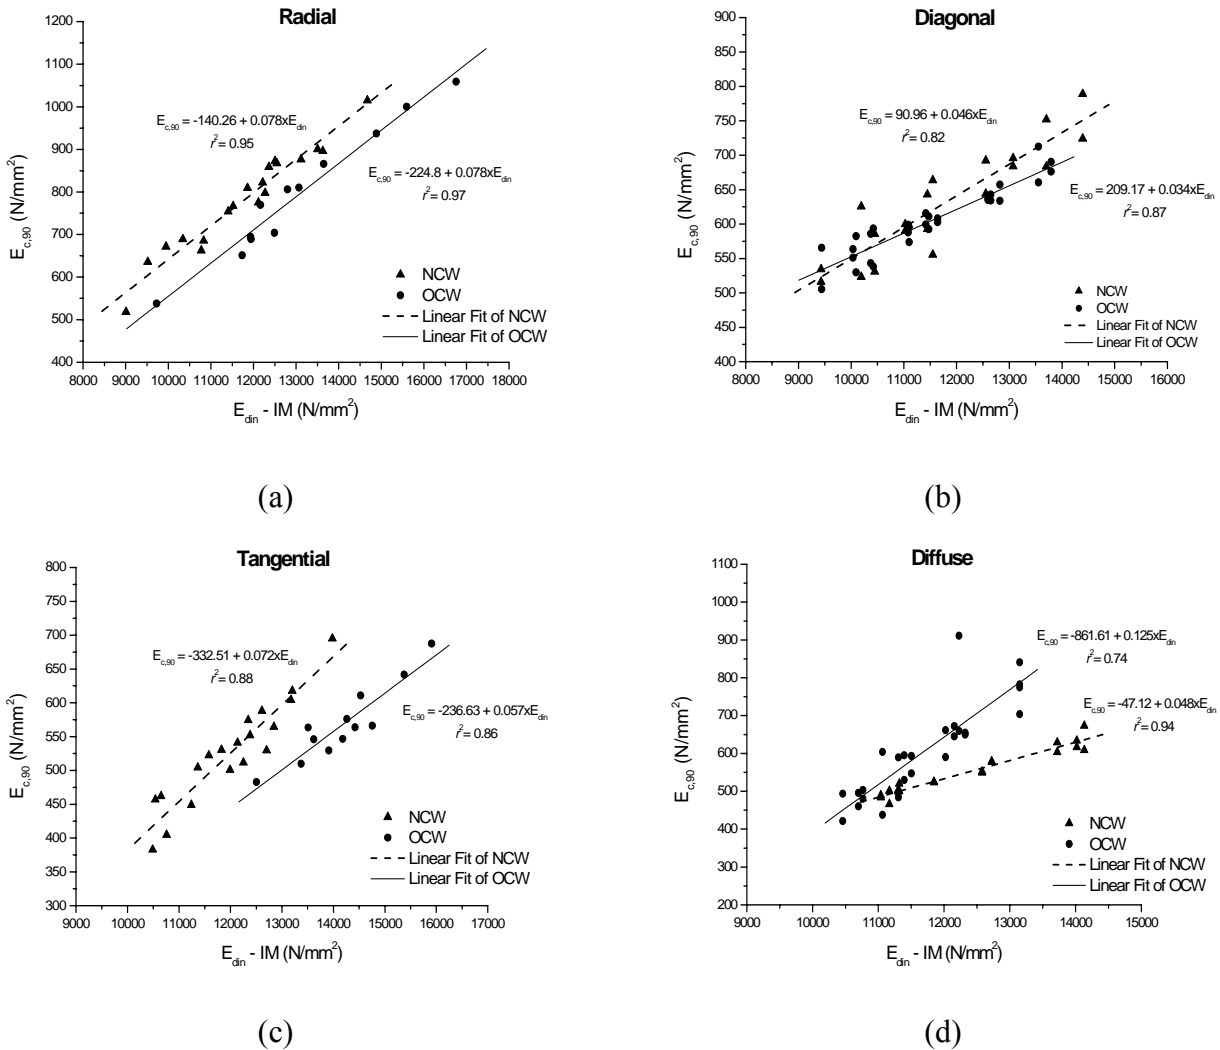 Radial
1200
1100
1000
900
800
700
600
500
400
8000 9000 10000 11000 12000 13000 14000 15000 16000 17000 18000
E_c,90 (N/mm²)
E_din - IM (N/mm²)
E_c,90 = -140.26 + 0.078xE_din
r² = 0.95
E_c,90 = -224.8 + 0.078xE_din
r² = 0.97
NCW
OCW
Linear Fit of NCW
Linear Fit of OCW
(a)
Diagonal
900
850
800
750
700
650
600
550
500
450
400
8000 9000 10000 11000 12000 13000 14000 15000 16000
E_c,90 (N/mm²)
E_din - IM (N/mm²)
E_c,90 = 90.96 + 0.046xE_din
r² = 0.82
E_c,90 = 209.17 + 0.034xE_din
r² = 0.87
NCW
OCW
Linear Fit of NCW
Linear Fit of OCW
(b)
Tangential
800
750
700
650
600
550
500
450
400
350
300
9000 10000 11000 12000 13000 14000 15000 16000 17000
E_c,90 (N/mm²)
E_din - IM (N/mm²)
E_c,90 = -332.51 + 0.072xE_din
r² = 0.88
E_c,90 = -236.63 + 0.057xE_din
r² = 0.86
NCW
OCW
Linear Fit of NCW
Linear Fit of OCW
(c)
Diffuse
1100
1000
900
800
700
600
500
400
300
200
9000 10000 11000 12000 13000 14000 15000
E_c,90 (N/mm²)
E_din - IM (N/mm²)
E_c,90 = -861.61 + 0.125xE_din
r² = 0.74
E_c,90 = -47.12 + 0.048xE_din
r² = 0.94
NCW
OCW
Linear Fit of NCW
Linear Fit of OCW
(d)